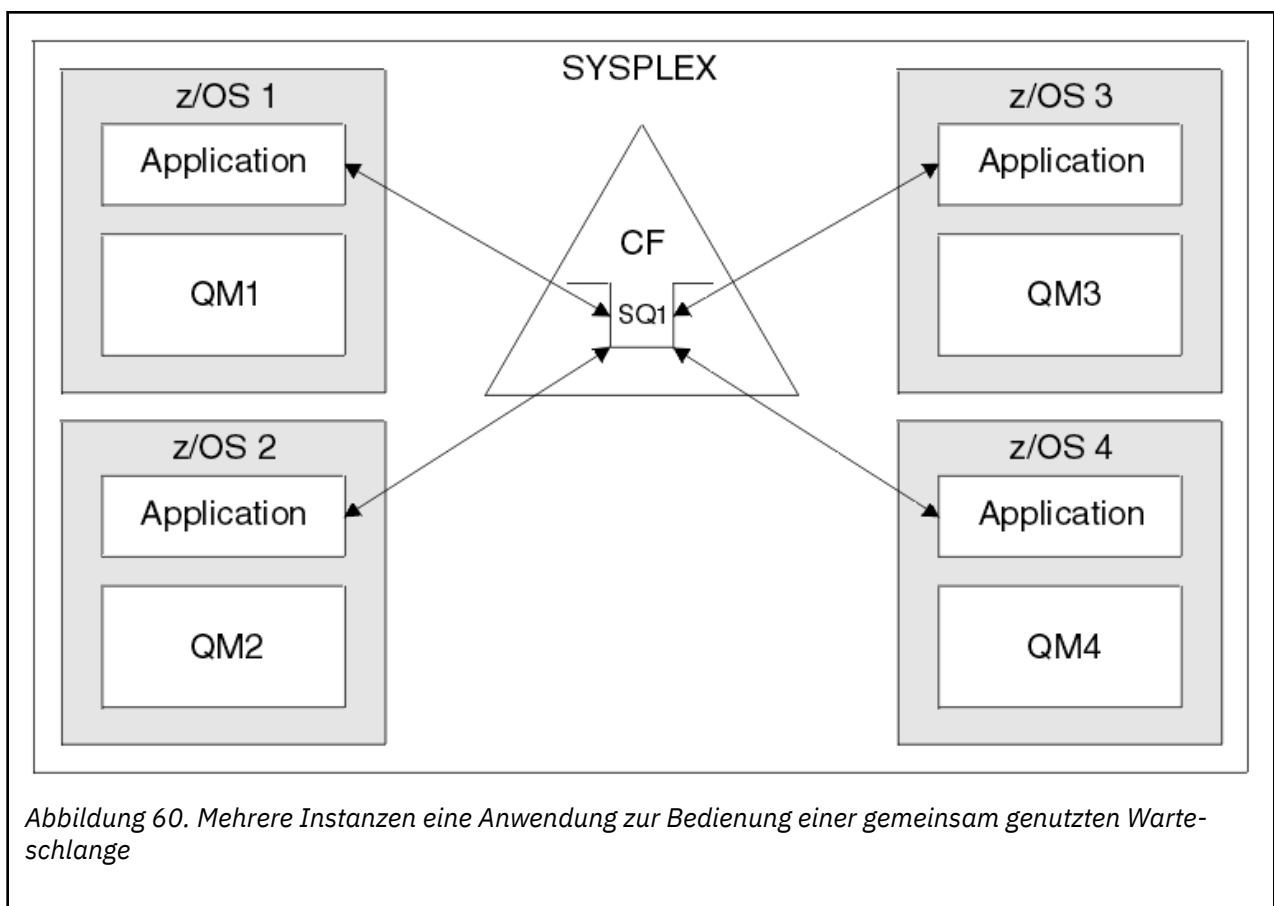 SYSPLEX
z/OS 1
Application
QM1
z/OS 2
Application
QM2
CF
SQ1
z/OS 3
Application
QM3
z/OS 4
Application
QM4
Abbildung 60. Mehrere Instanzen eine Anwendung zur Bedienung einer gemeinsam genutzten Warte-
schlange